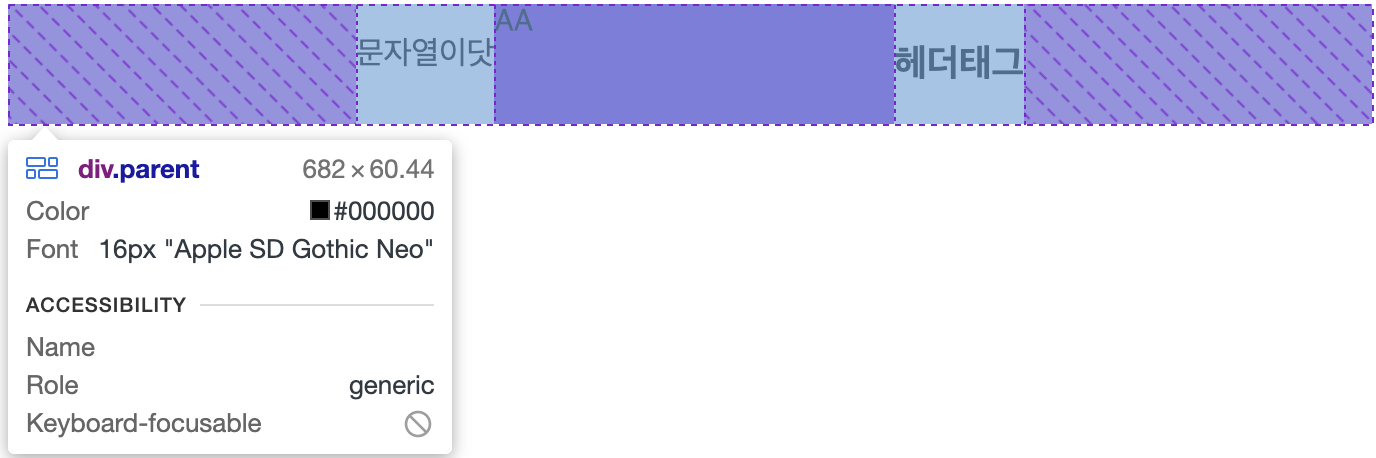 문자열이닷 AA 헤더태그
div.parent 682 × 60.44
Color #000000
Font 16px "Apple SD Gothic Neo"
ACCESSIBILITY
Name
Role generic
Keyboard-focusable